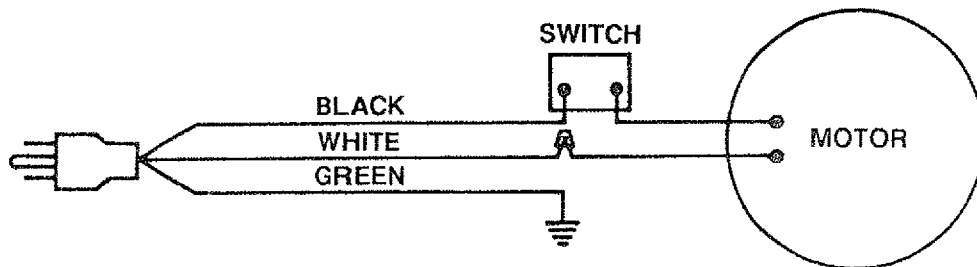 SWITCH
BLACK
WHITE
GREEN
MOTOR